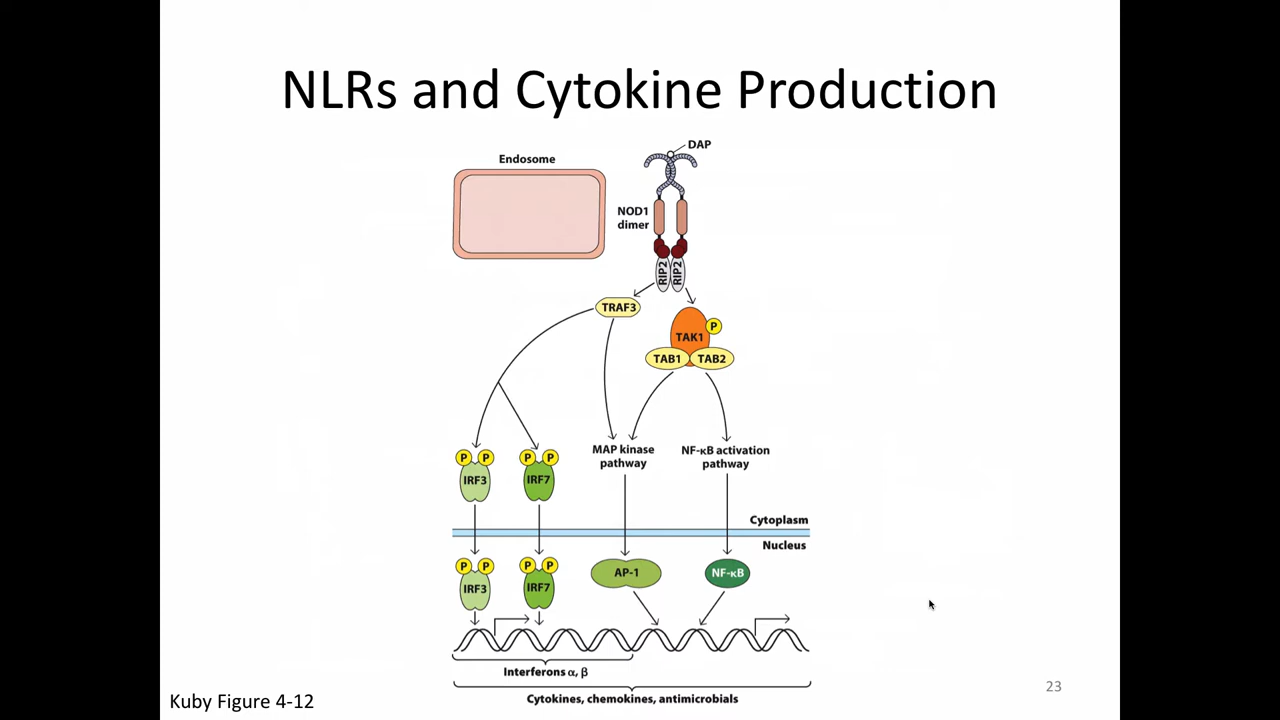 NLRs and Cytokine Production
DAP
Endosome
NOD1
dimer
RIP2
RIP2
TRAF3
P
TAK1
TAB1
TAB2
MAP kinase
pathway
NF-κB activation
pathway
P
P
IRF3
P
P
IRF7
Cytoplasm
Nucleus
P
P
IRF3
P
P
IRF7
AP-1
NF-κB
Interferons α, β
Cytokines, chemokines, antimicrobials
Kuby Figure 4-12
23